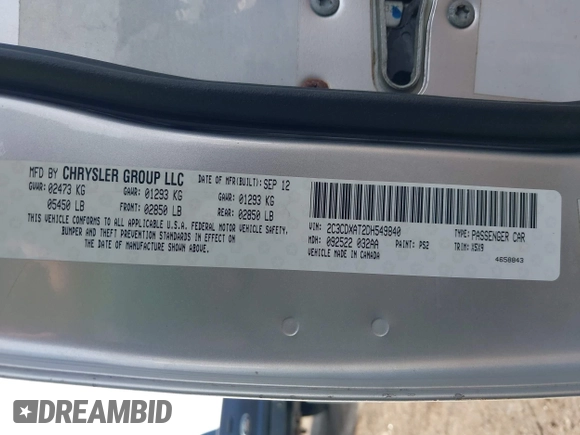 MFD BY CHRYSLER GROUP LLC DATE OF MFR(BUILT): SEP 12
GVWR: 02473 KG GAWR: 01293 KG GAWR: 01293 KG
05450 LB FRONT: 02850 LB REAR: 02850 LB
THIS VEHICLE CONFORMS TO ALL APPLICABLE U.S.A. FEDERAL MOTOR VEHICLE SAFETY,
BUMPER AND THEFT PREVENTION STANDARDS IN EFFECT ON
THE DATE OF MANUFACTURE SHOWN ABOVE.
VIN: 2C3CDXAT2DH549840 TYPE: PASSENGER CAR
MDH: 092522 032AA PAINT: PS2 TRIM: X5X9
VEHICLE MADE IN CANADA
4658843
DREAMBID